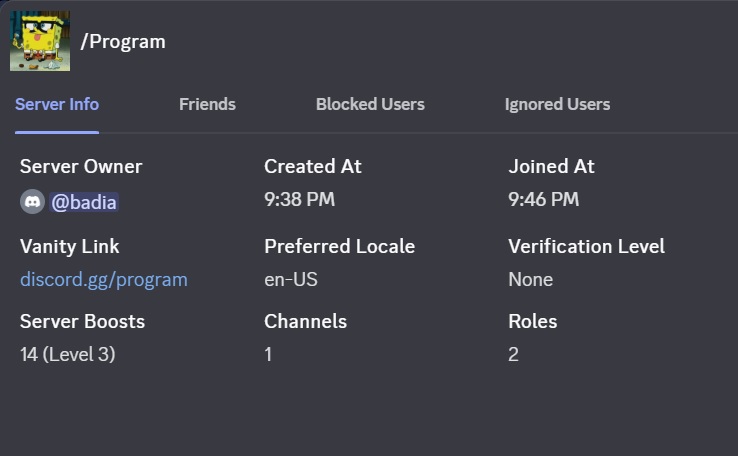 /Program
Server Info Friends Blocked Users Ignored Users
Server Owner Created At Joined At
@badia 9:38 PM 9:46 PM
Vanity Link Preferred Locale Verification Level
discord.gg/program en-US None
Server Boosts Channels Roles
14 (Level 3) 1 2